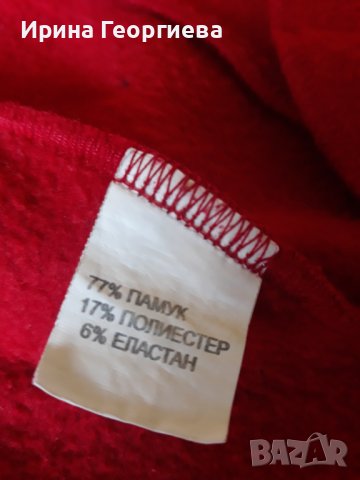 Ирина Георгиева
77% ПАМУК
17% ПОЛИЕСТЕР
6% ЕЛАСТАН
BAZAR